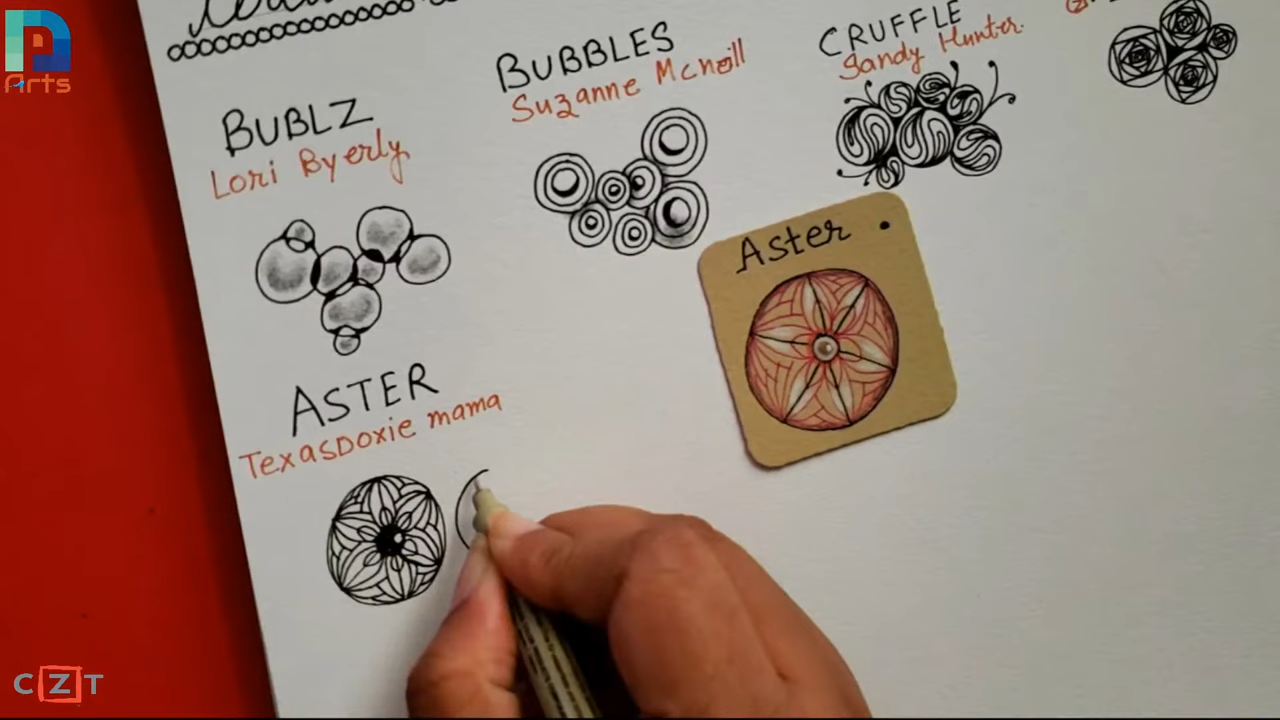 Arts
BUBLZ
Lori Byerly
BUBBLES
Suzanne Mcneill
CRUFFLE
Sandy Hunter.
Aster
ASTER
Texasdoxie mama
CZT